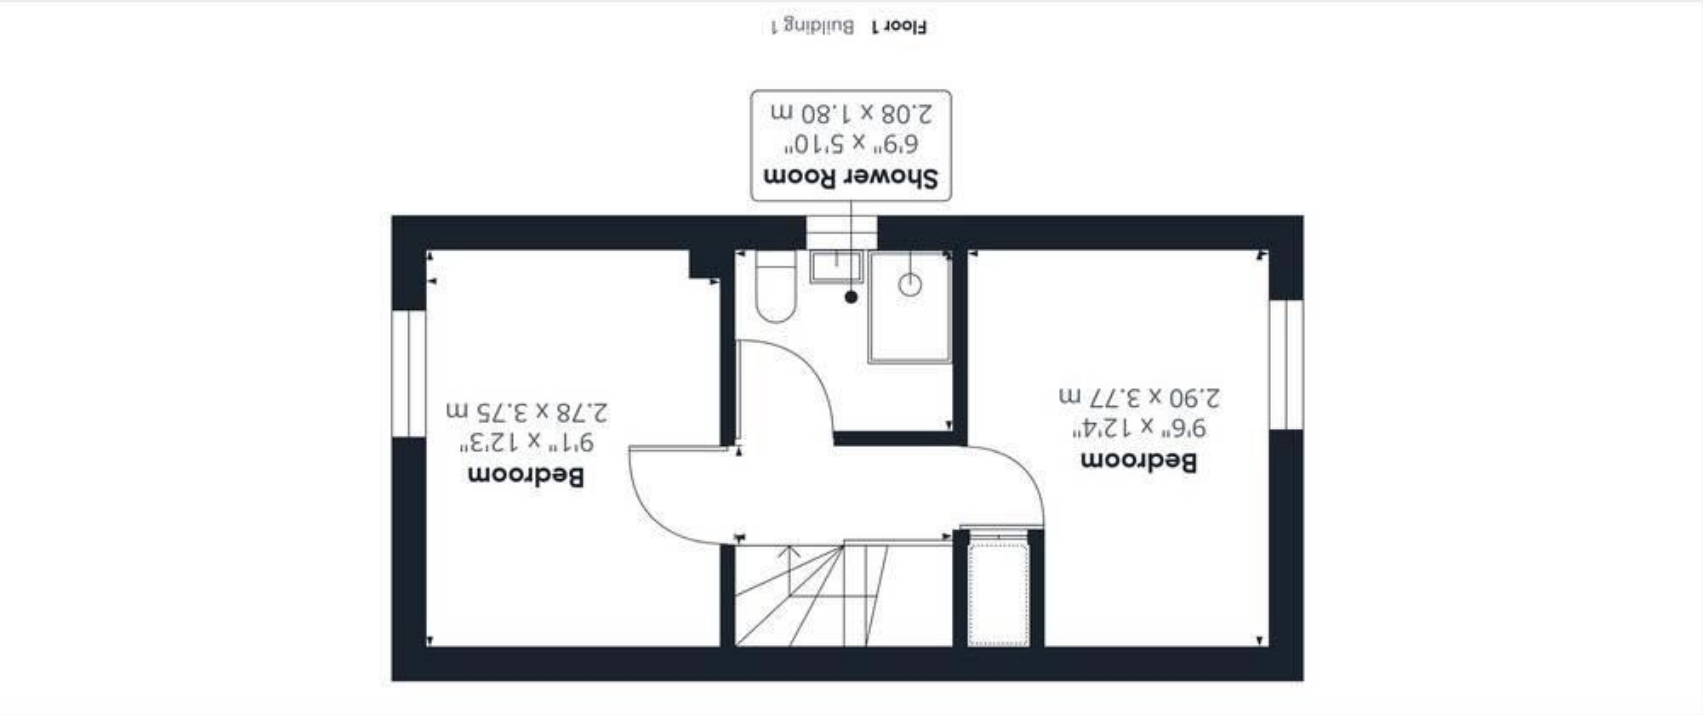 Bedroom
9'6" x 12'4"
2.90 x 3.77 m
Bedroom
9'1" x 12'3"
2.78 x 3.75 m
Shower Room
6'9" x 5'10"
2.08 x 1.80 m
Floor 1 Building 1